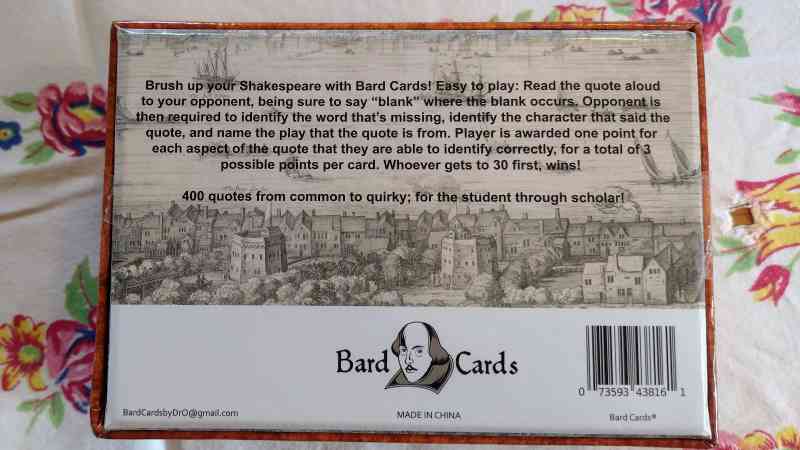 Brush up your Shakespeare with Bard Cards! Easy to play: Read the quote aloud
to your opponent, being sure to say “blank” where the blank occurs. Opponent is
then required to identify the word that's missing, identify the character that said the
quote, and name the play that the quote is from. Player is awarded one point for
each aspect of the quote that they are able to identify correctly, for a total of 3
possible points per card. Whoever gets to 30 first, wins!
400 quotes from common to quirky; for the student through scholar!
Bard Cards
0 73593 43816 1
BardCardsbyDrO@gmail.com
MADE IN CHINA
Bard Cards®